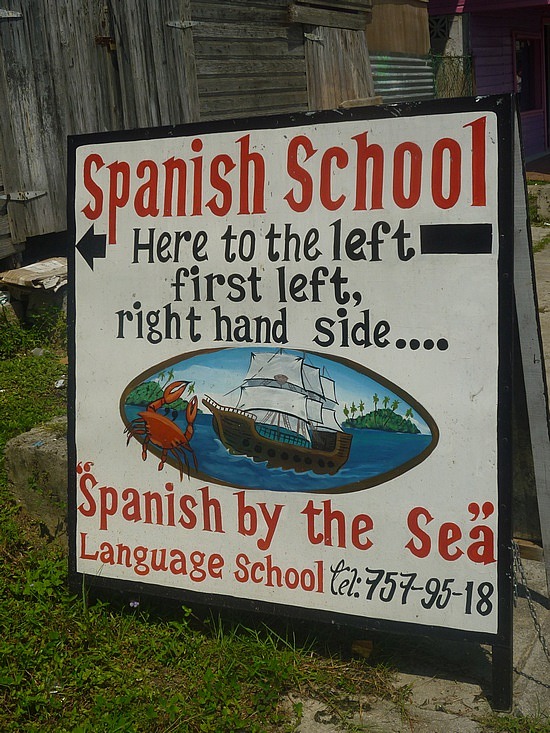 Spanish School
Here to the left
first left,
right hand side....
"Spanish by the Sea"
Language School tel: 757-95-18